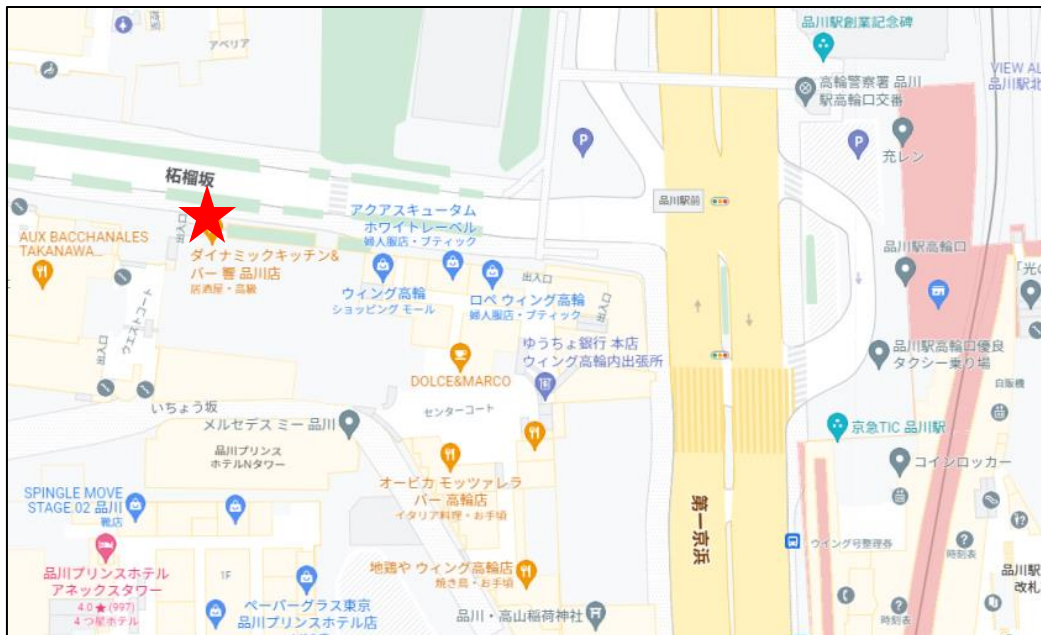 品川駅創業記念碑
アベリア
VIEW AL
品川駅北
高輪警察署 品川
駅高輪口交番
P
P
充レン
柘榴坂
品川駅前
出入口
アクアスキュータム
ホワイトレーベル
婦人服店・ブティック
AUX BACCHANALES
TAKANAWA...
品川駅高輪口
ダイナミックキッチン&
バー 響 品川店
居酒屋・高級
「光の
出入口
ウィング高輪
ショッピング モール
ロペ ウィング高輪
婦人服店・ブティック
出入口
ウエストコート
出入口
ゆうちょ銀行 本店
ウィング高輪内出張所
品川駅高輪口優良
タクシー乗り場
DOLCE&MARCO
自販機
いちょう坂
センターコート
メルセデス ミー 品川
京急TIC 品川駅
品川プリンス
ホテルNタワー
コインロッカー
オービカ モッツァレラ
バー 高輪店
イタリア料理・お手頃
SPINGLE MOVE
STAGE.02 品川
靴店
第一京浜
ウィング号整理券
時刻表
品川プリンスホテル
アネックスタワー
4.0★(997)
4 つ星ホテル
1F
地鶏や ウィング高輪店
焼き鳥・お手頃
品川駅
改札
ペーパーグラス東京
品川プリンスホテル店
品川・高山稲荷神社
時刻表